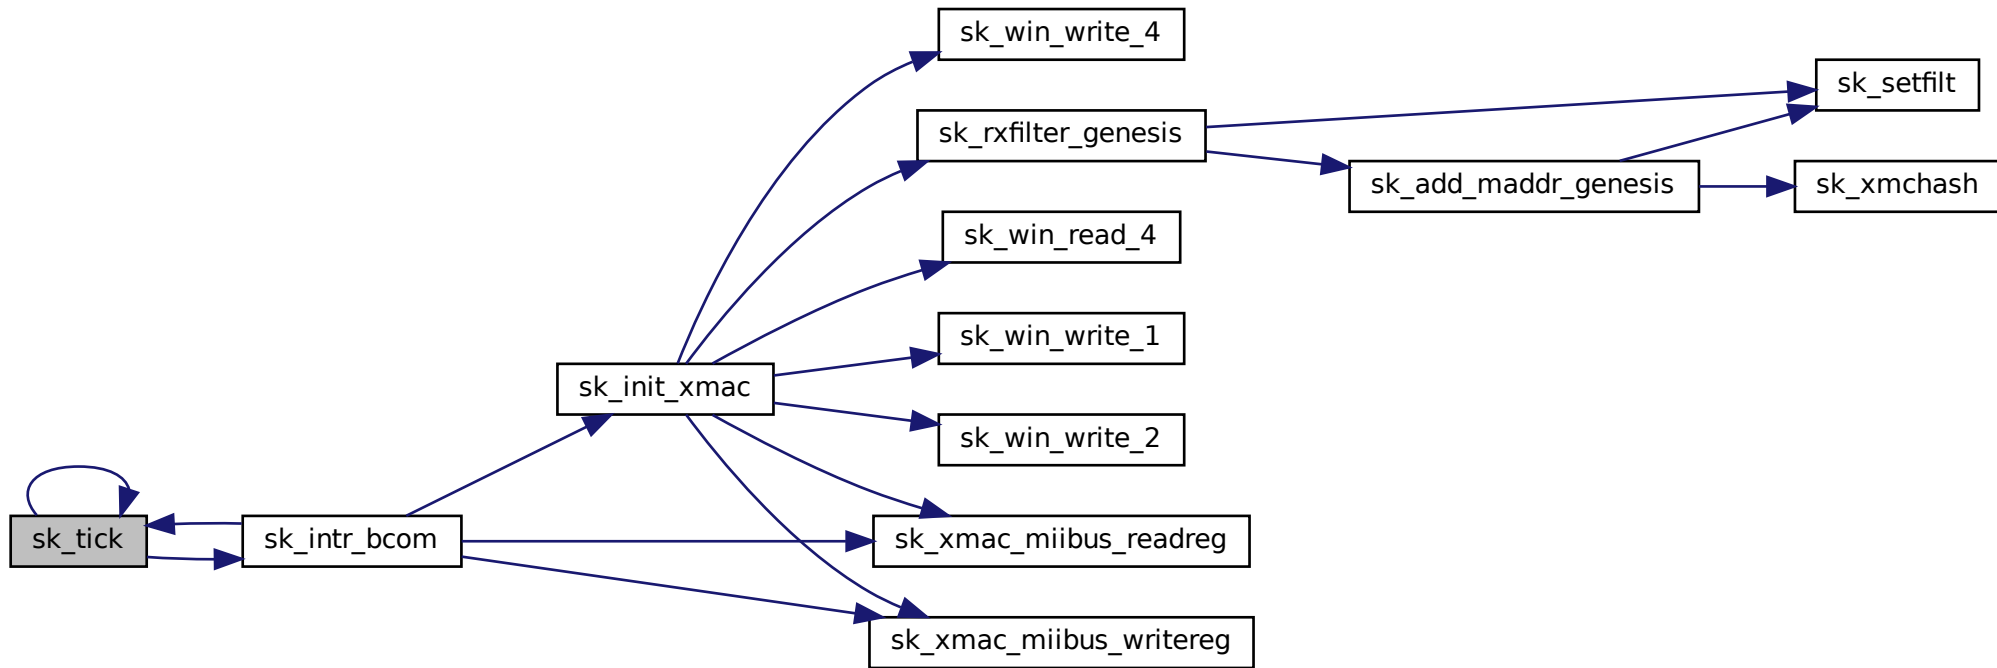 sk_win_write_4
sk_setfilt
sk_rxfilter_genesis
sk_add_maddr_genesis
sk_xmchash
sk_win_read_4
sk_win_write_1
sk_init_xmac
sk_win_write_2
sk_tick
sk_intr_bcom
sk_xmac_miibus_readreg
sk_xmac_miibus_writereg